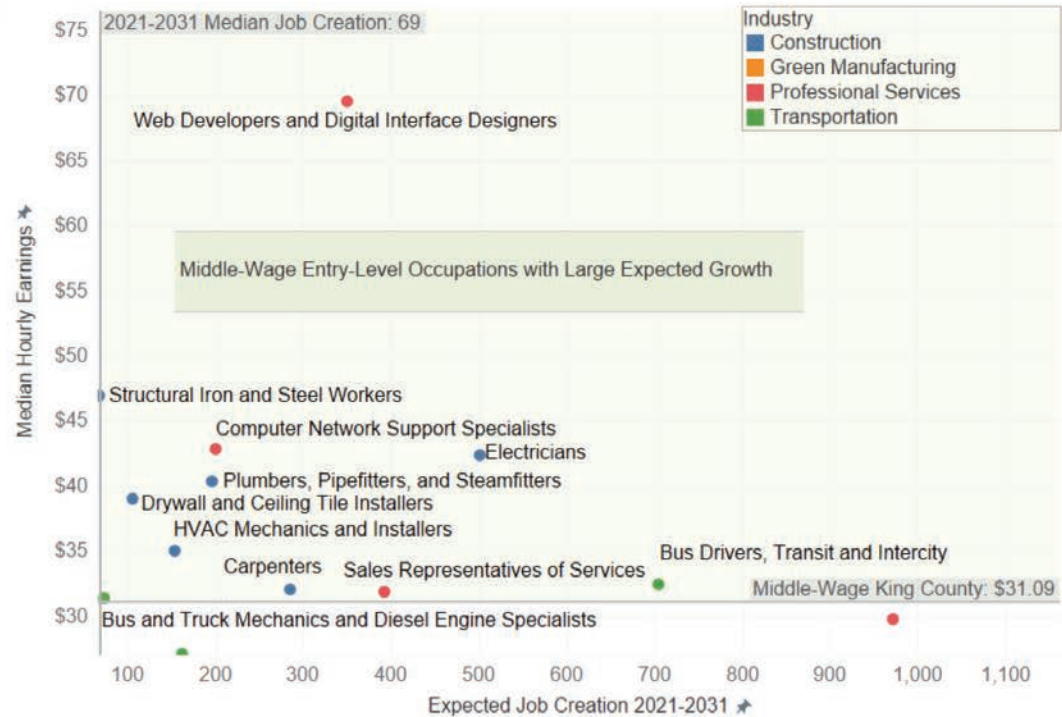 2021-2031 Median Job Creation: 69
Industry
Construction
Green Manufacturing
Professional Services
Transportation
$75
$70
$65
$60
$55
$50
$45
$40
$35
$30
Median Hourly Earnings
Web Developers and Digital Interface Designers
Middle-Wage Entry-Level Occupations with Large Expected Growth
Structural Iron and Steel Workers
Computer Network Support Specialists
Electricians
Plumbers, Pipefitters, and Steamfitters
Drywall and Ceiling Tile Installers
HVAC Mechanics and Installers
Bus Drivers, Transit and Intercity
Carpenters
Sales Representatives of Services
Middle-Wage King County: $31.09
Bus and Truck Mechanics and Diesel Engine Specialists
100 200 300 400 500 600 700 800 900 1,000 1,100
Expected Job Creation 2021-2031